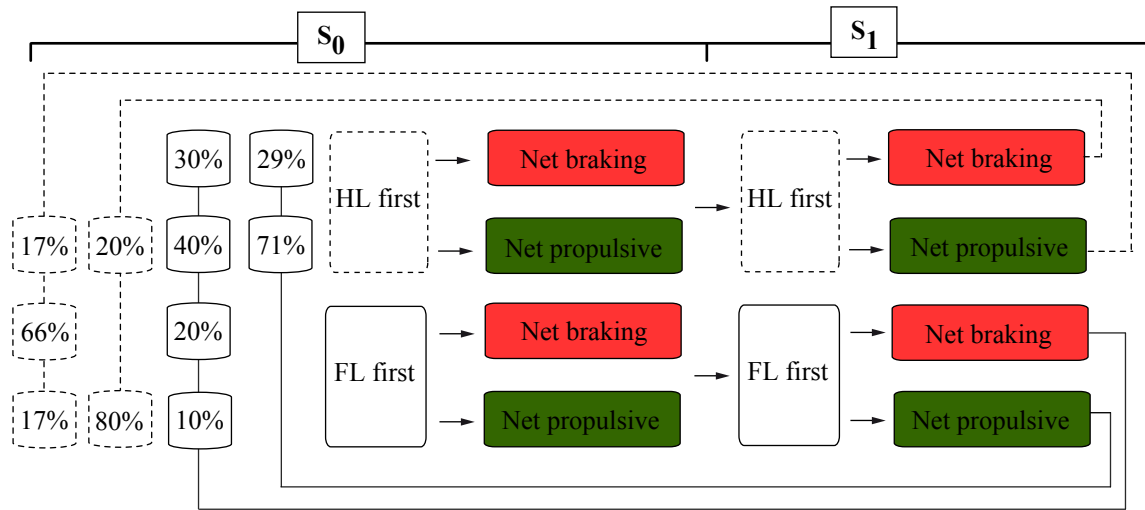 S0 S1
30% 29% Net braking Net braking
HL first HL first
17% 20% 40% 71% Net propulsive Net propulsive
66% 20% Net braking Net braking
FL first FL first
17% 80% 10% Net propulsive Net propulsive